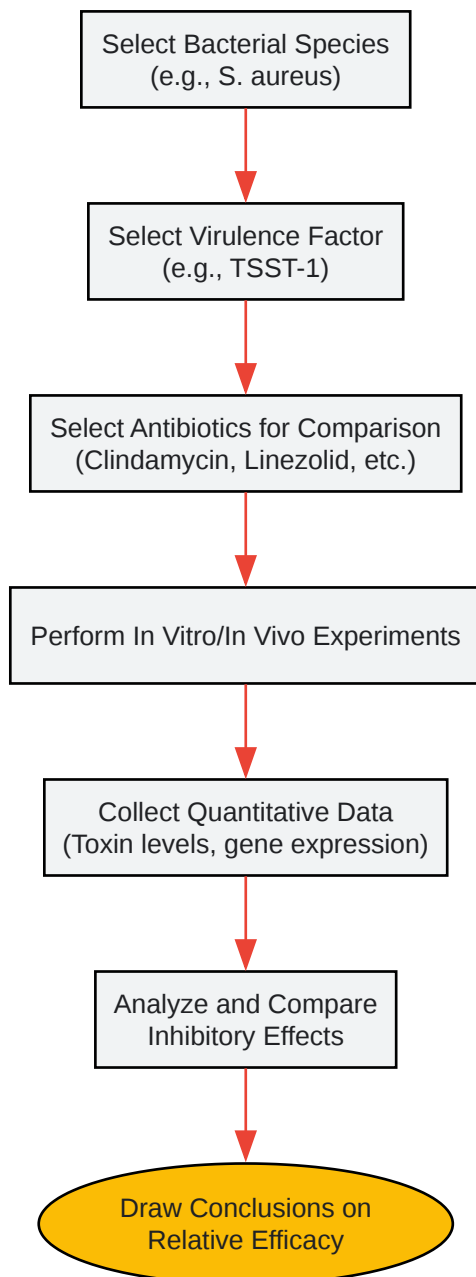 Select Bacterial Species
(e.g., S. aureus)
Select Virulence Factor
(e.g., TSST-1)
Select Antibiotics for Comparison
(Clindamycin, Linezolid, etc.)
Perform In Vitro/In Vivo Experiments
Collect Quantitative Data
(Toxin levels, gene expression)
Analyze and Compare
Inhibitory Effects
Draw Conclusions on
Relative Efficacy